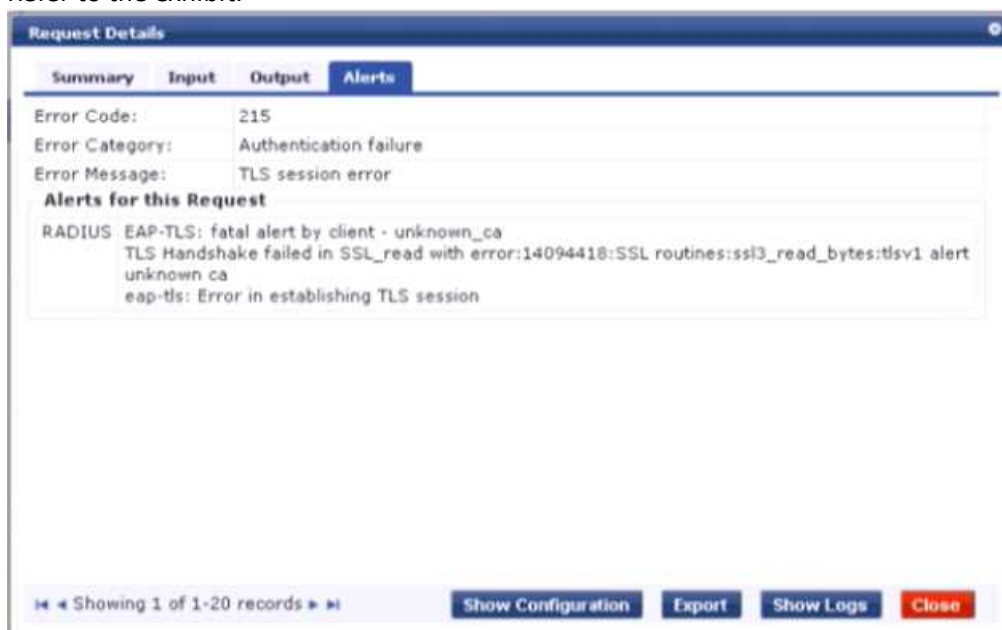 Refer to the exhibit.
Request Details
Summary Input Output Alerts
Error Code: 215
Error Category: Authentication failure
Error Message: TLS session error
Alerts for this Request
RADIUS EAP-TLS: fatal alert by client - unknown_ca
TLS Handshake failed in SSL_read with error:14094418:SSL routines:ssl3_read_bytes:tlsv1 alert
unknown ca
eap-tls: Error in establishing TLS session
Showing 1 of 1-20 records
Show Configuration Export Show Logs Close